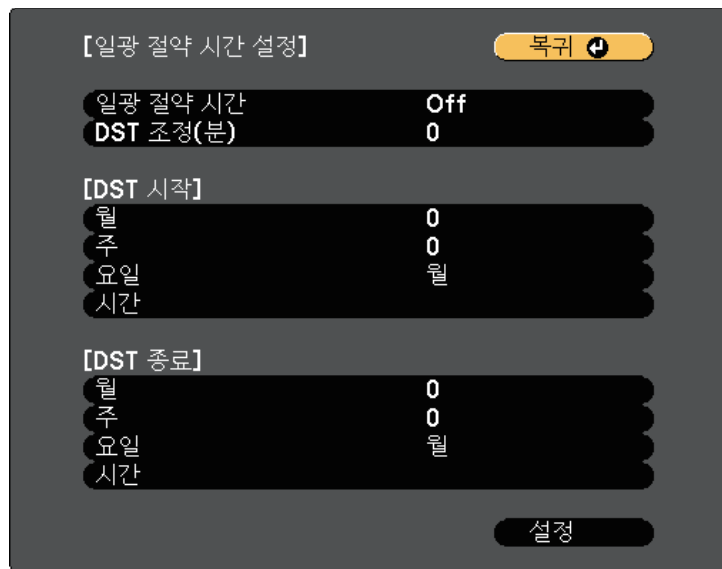 [일광 절약 시간 설정] 복귀
일광 절약 시간 Off
DST 조정(분) 0
[DST 시작]
월 0
주 0
요일 월
시간
[DST 종료]
월 0
주 0
요일 월
시간
설정